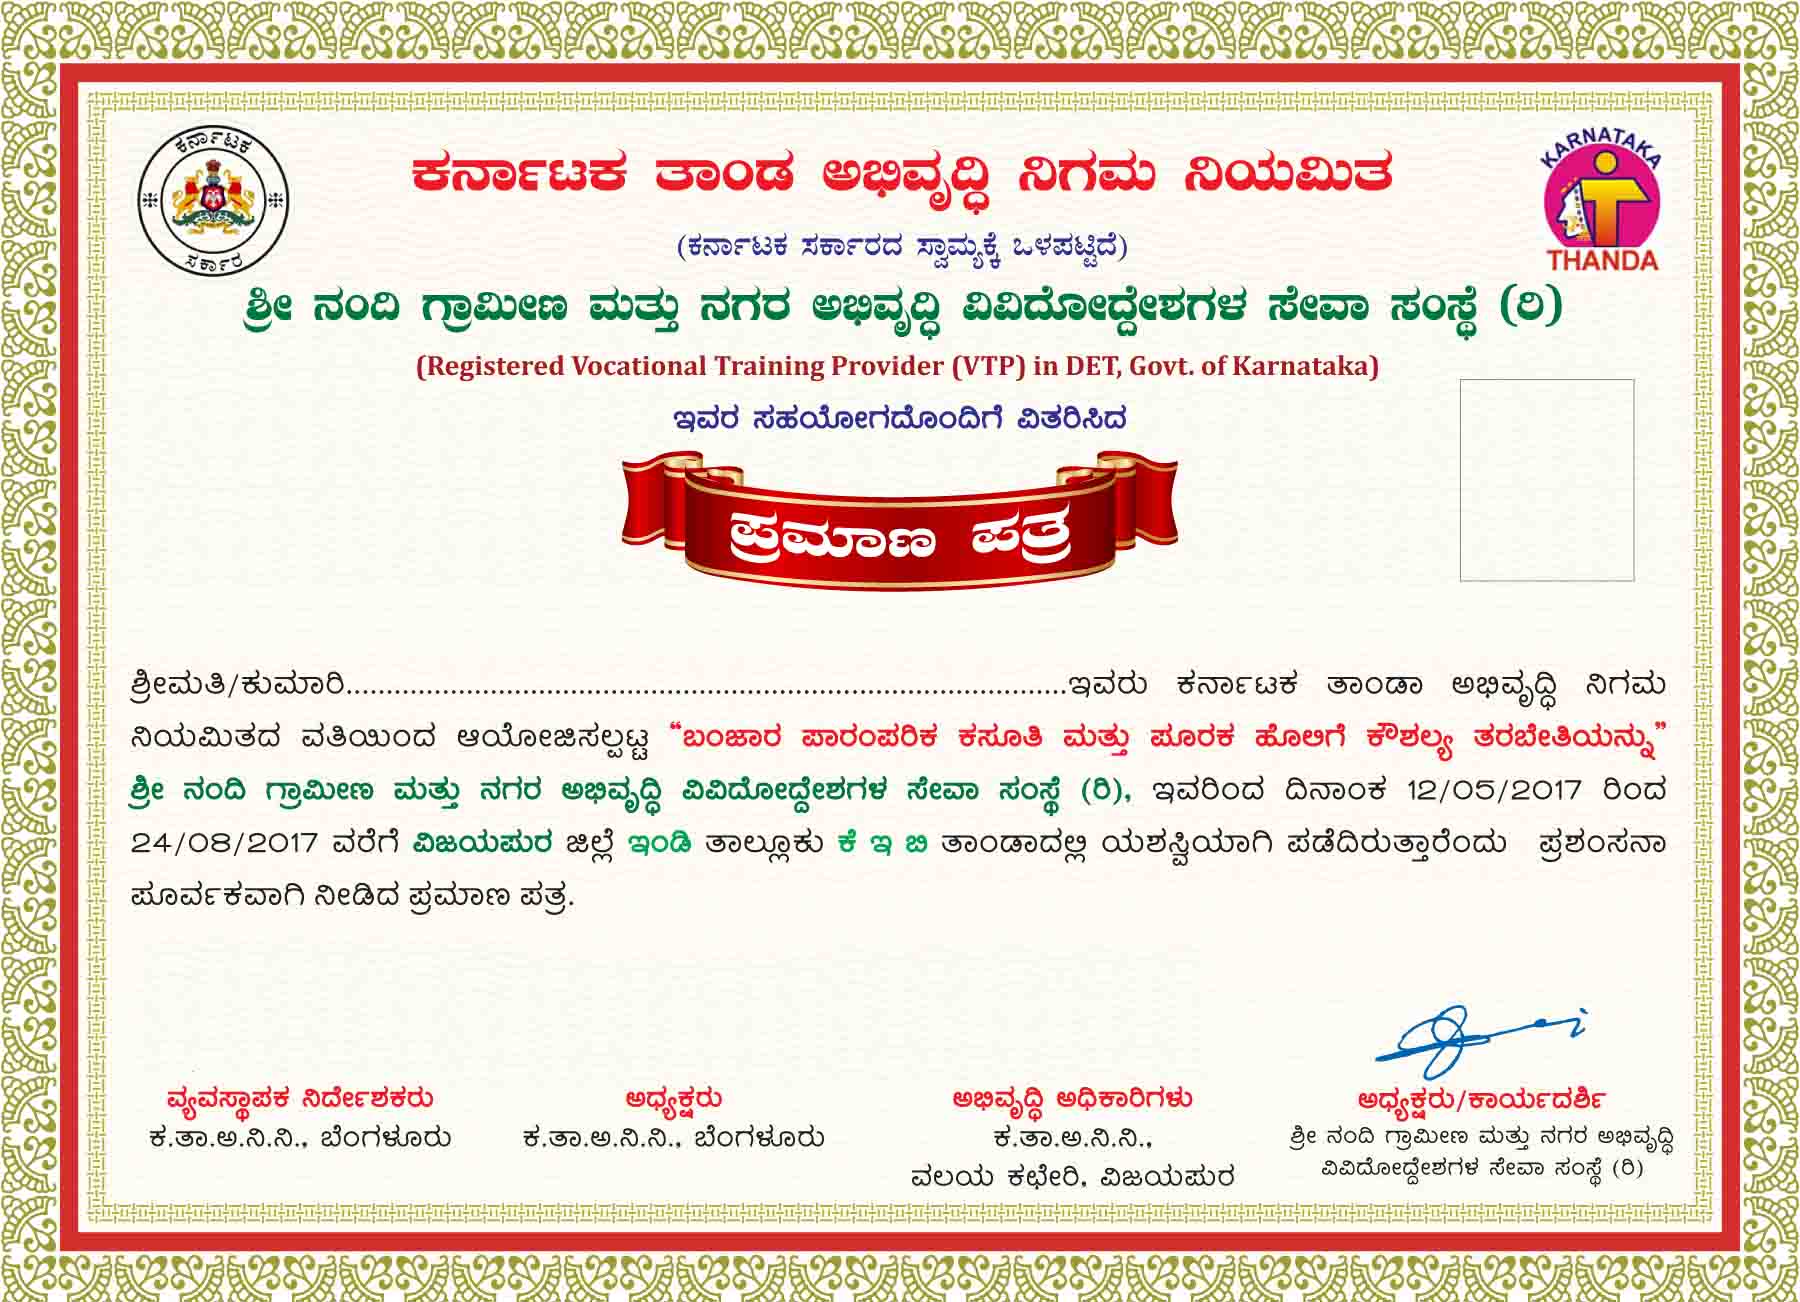 ಕರ್ನಾಟಕ
ಸರ್ಕಾರ
KARNATAKA
THANDA
ಕರ್ನಾಟಕ ತಾಂಡ ಅಭಿವೃದ್ಧಿ ನಿಗಮ ನಿಯಮಿತ
(ಕರ್ನಾಟಕ ಸರ್ಕಾರದ ಸ್ವಾಮ್ಯಕ್ಕೆ ಒಳಪಟ್ಟಿದೆ)
ಶ್ರೀ ನಂದಿ ಗ್ರಾಮೀಣ ಮತ್ತು ನಗರ ಅಭಿವೃದ್ಧಿ ವಿವಿದೋದ್ದೇಶಗಳ ಸೇವಾ ಸಂಸ್ಥೆ (ರಿ)
(Registered Vocational Training Provider (VTP) in DET, Govt. of Karnataka)
ಇವರ ಸಹಯೋಗದೊಂದಿಗೆ ವಿತರಿಸಿದ
ಪ್ರಮಾಣ ಪತ್ರ
ಶ್ರೀಮತಿ/ಕುಮಾರಿ..........................................................................................ಇವರು ಕರ್ನಾಟಕ ತಾಂಡಾ ಅಭಿವೃದ್ಧಿ ನಿಗಮ
ನಿಯಮಿತದ ವತಿಯಿಂದ ಆಯೋಜಿಸಲ್ಪಟ್ಟ “ಬಂಜಾರ ಪಾರಂಪರಿಕ ಕಸೂತಿ ಮತ್ತು ಪೂರಕ ಹೊಲಿಗೆ ಕೌಶಲ್ಯ ತರಬೇತಿಯನ್ನು”
ಶ್ರೀ ನಂದಿ ಗ್ರಾಮೀಣ ಮತ್ತು ನಗರ ಅಭಿವೃದ್ಧಿ ವಿವಿದೋದ್ದೇಶಗಳ ಸೇವಾ ಸಂಸ್ಥೆ (ರಿ), ಇವರಿಂದ ದಿನಾಂಕ 12/05/2017 ರಿಂದ
24/08/2017 ವರೆಗೆ ವಿಜಯಪುರ ಜಿಲ್ಲೆ ಇಂಡಿ ತಾಲ್ಲೂಕು ಕೆ ಇ ಬಿ ತಾಂಡಾದಲ್ಲಿ ಯಶಸ್ವಿಯಾಗಿ ಪಡೆದಿರುತ್ತಾರೆಂದು ಪ್ರಶಂಸನಾ
ಪೂರ್ವಕವಾಗಿ ನೀಡಿದ ಪ್ರಮಾಣ ಪತ್ರ.
ವ್ಯವಸ್ಥಾಪಕ ನಿರ್ದೇಶಕರು
ಕ.ತಾ.ಅ.ನಿ.ನಿ., ಬೆಂಗಳೂರು
ಅಧ್ಯಕ್ಷರು
ಕ.ತಾ.ಅ.ನಿ.ನಿ., ಬೆಂಗಳೂರು
ಅಭಿವೃದ್ಧಿ ಅಧಿಕಾರಿಗಳು
ಕ.ತಾ.ಅ.ನಿ.ನಿ.,
ವಲಯ ಕಛೇರಿ, ವಿಜಯಪುರ
ಅಧ್ಯಕ್ಷರು/ಕಾರ್ಯದರ್ಶಿ
ಶ್ರೀ ನಂದಿ ಗ್ರಾಮೀಣ ಮತ್ತು ನಗರ ಅಭಿವೃದ್ಧಿ
ವಿವಿದೋದ್ದೇಶಗಳ ಸೇವಾ ಸಂಸ್ಥೆ (ರಿ)